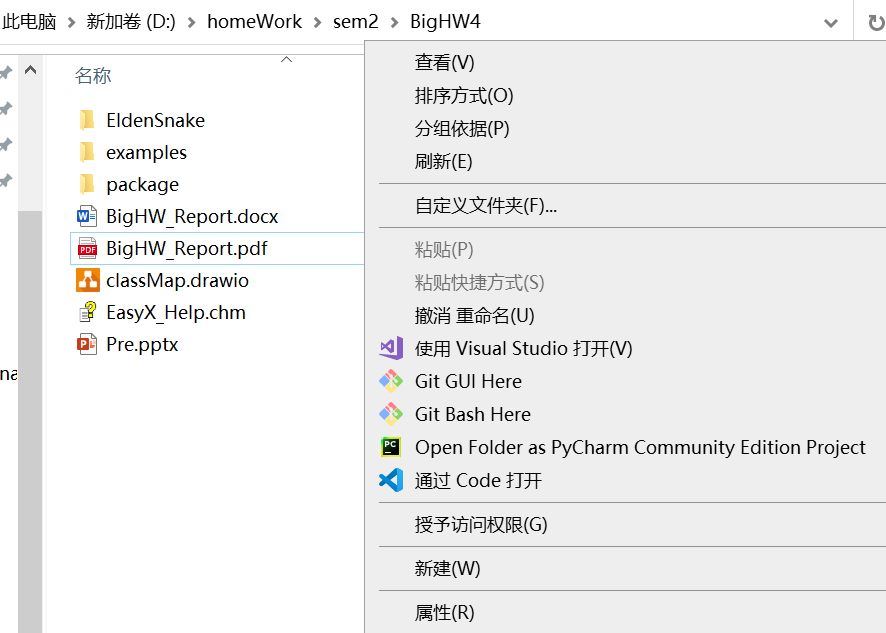 此电脑 > 新加卷 (D:) > homeWork > sem2 > BigHW4
名称
EldenSnake
examples
package
BigHW_Report.docx
BigHW_Report.pdf
classMap.drawio
EasyX_Help.chm
Pre.pptx
na
查看(V)
排序方式(O)
分组依据(P)
刷新(E)
自定义文件夹(F)...
粘贴(P)
粘贴快捷方式(S)
撤消 重命名(U)
使用 Visual Studio 打开(V)
Git GUI Here
Git Bash Here
Open Folder as PyCharm Community Edition Project
通过 Code 打开
授予访问权限(G)
新建(W)
属性(R)